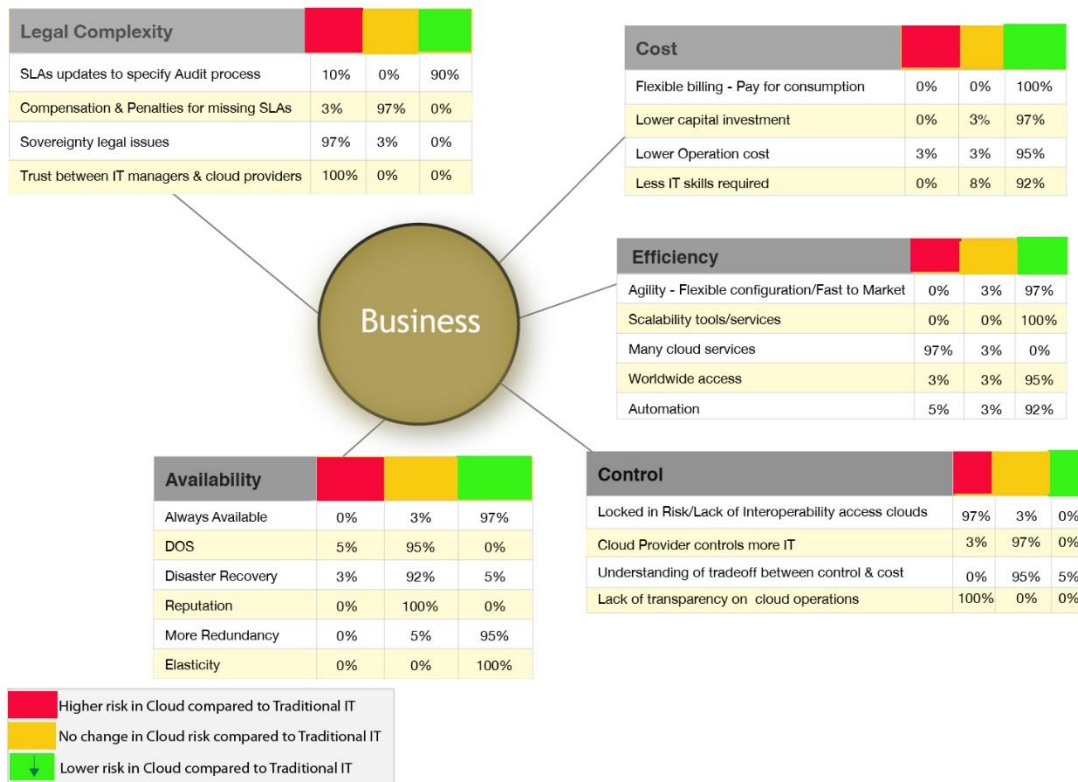 Legal Complexity
SLAs updates to specify Audit process 10% 0% 90%
Compensation & Penalties for missing SLAs 3% 97% 0%
Sovereignty legal issues 97% 3% 0%
Trust between IT managers & cloud providers 100% 0% 0%
Cost
Flexible billing - Pay for consumption 0% 0% 100%
Lower capital investment 0% 3% 97%
Lower Operation cost 3% 3% 95%
Less IT skills required 0% 8% 92%
Business
Efficiency
Agility - Flexible configuration/Fast to Market 0% 3% 97%
Scalability tools/services 0% 0% 100%
Many cloud services 97% 3% 0%
Worldwide access 3% 3% 95%
Automation 5% 3% 92%
Availability
Always Available 0% 3% 97%
DOS 5% 95% 0%
Disaster Recovery 3% 92% 5%
Reputation 0% 100% 0%
More Redundancy 0% 5% 95%
Elasticity 0% 0% 100%
Control
Locked in Risk/Lack of Interoperability access clouds 97% 3% 0%
Cloud Provider controls more IT 3% 97% 0%
Understanding of tradeoff between control & cost 0% 95% 5%
Lack of transparency on cloud operations 100% 0% 0%
Higher risk in Cloud compared to Traditional IT
No change in Cloud risk compared to Traditional IT
Lower risk in Cloud compared to Traditional IT